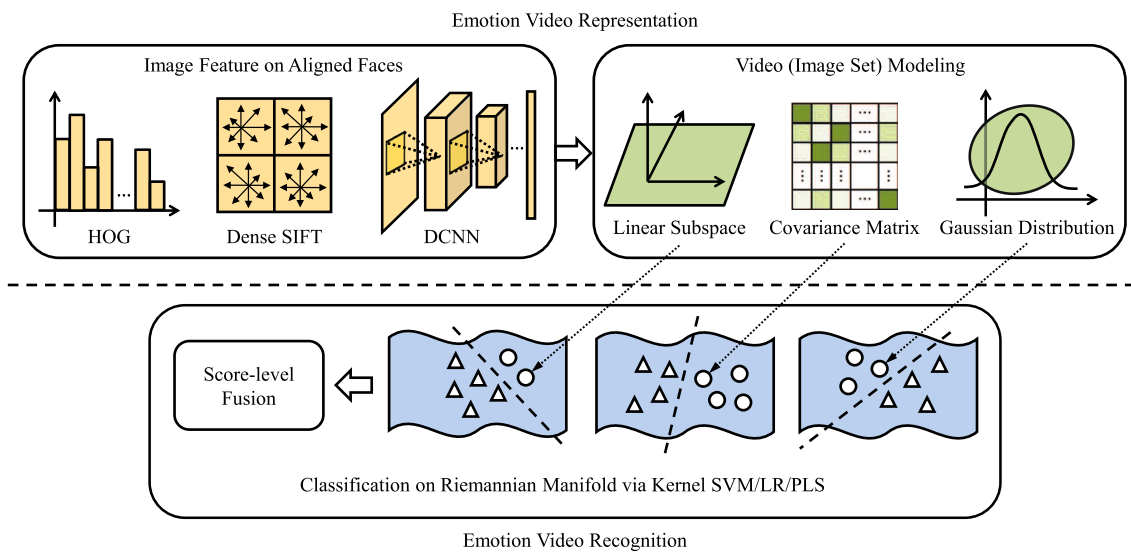 Emotion Video Representation
Image Feature on Aligned Faces
HOG
Dense SIFT
DCNN
Video (Image Set) Modeling
Linear Subspace
Covariance Matrix
Gaussian Distribution
Score-level
Fusion
Classification on Riemannian Manifold via Kernel SVM/LR/PLS
Emotion Video Recognition